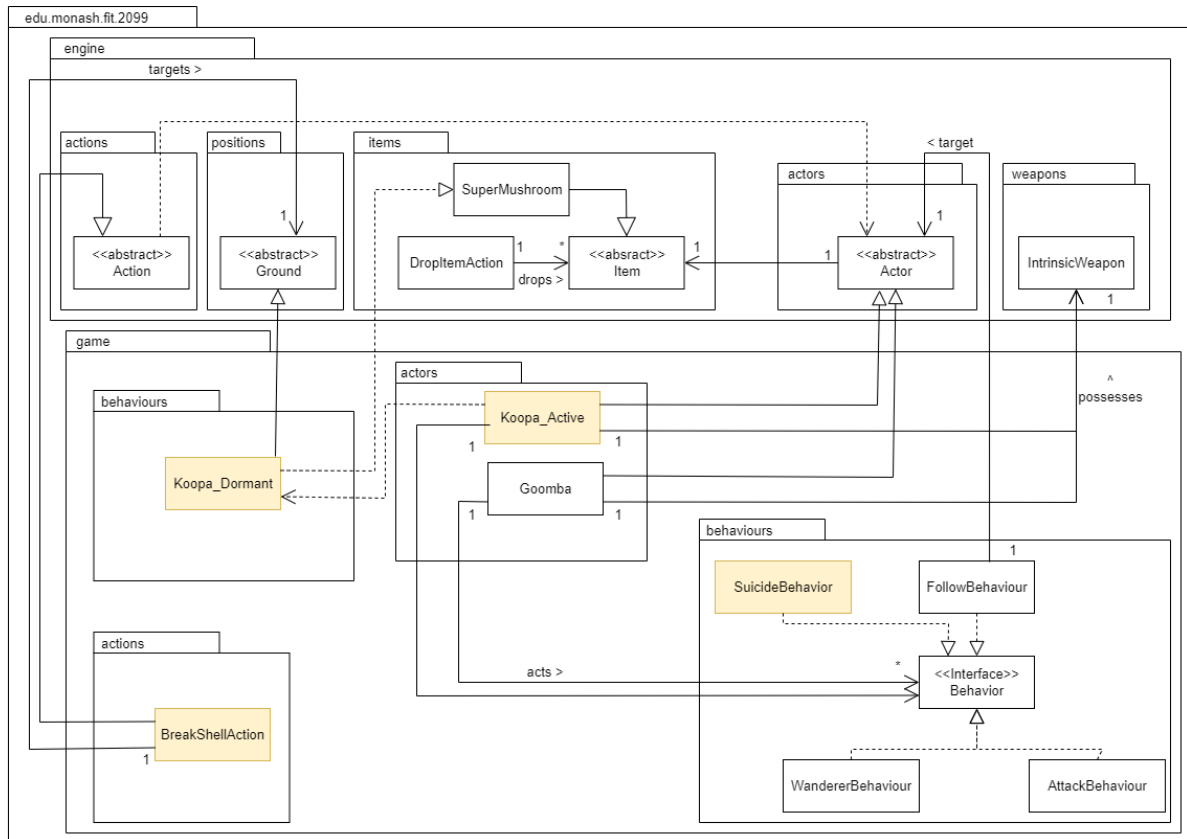 edu.monash.fit.2099
engine
targets >
actions
positions
items
< target
actors
weapons
SuperMushroom
1
1
<<abstract>>
Action
<<abstract>>
Ground
DropItemAction
1
*
drops >
<<absract>>
Item
1
1
<<absract>>
Actor
IntrinsicWeapon
1
game
actors
^
possesses
behaviours
Koopa_Active
1
1
Koopa_Dormant
Goomba
1
1
behaviours
1
SuicideBehavior
FollowBehaviour
actions
acts >
*
<<Interface>>
Behavior
BreakShellAction
1
WandererBehaviour
AttackBehaviour